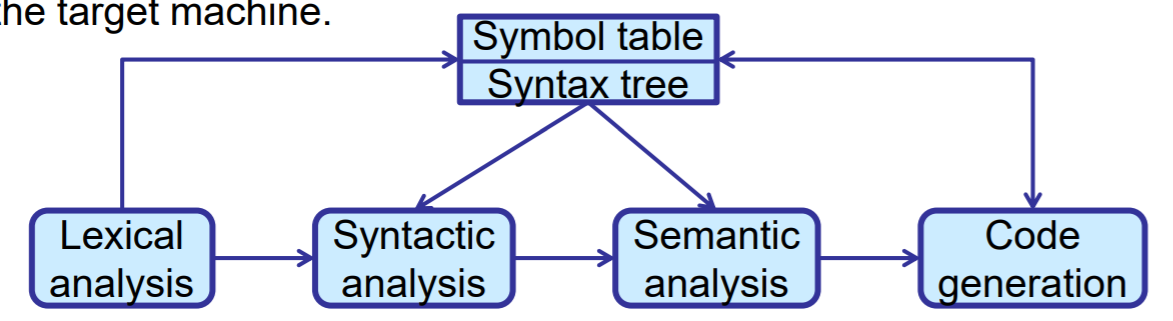 the target machine.
Symbol table
Syntax tree
Lexical
analysis
Syntactic
analysis
Semantic
analysis
Code
generation